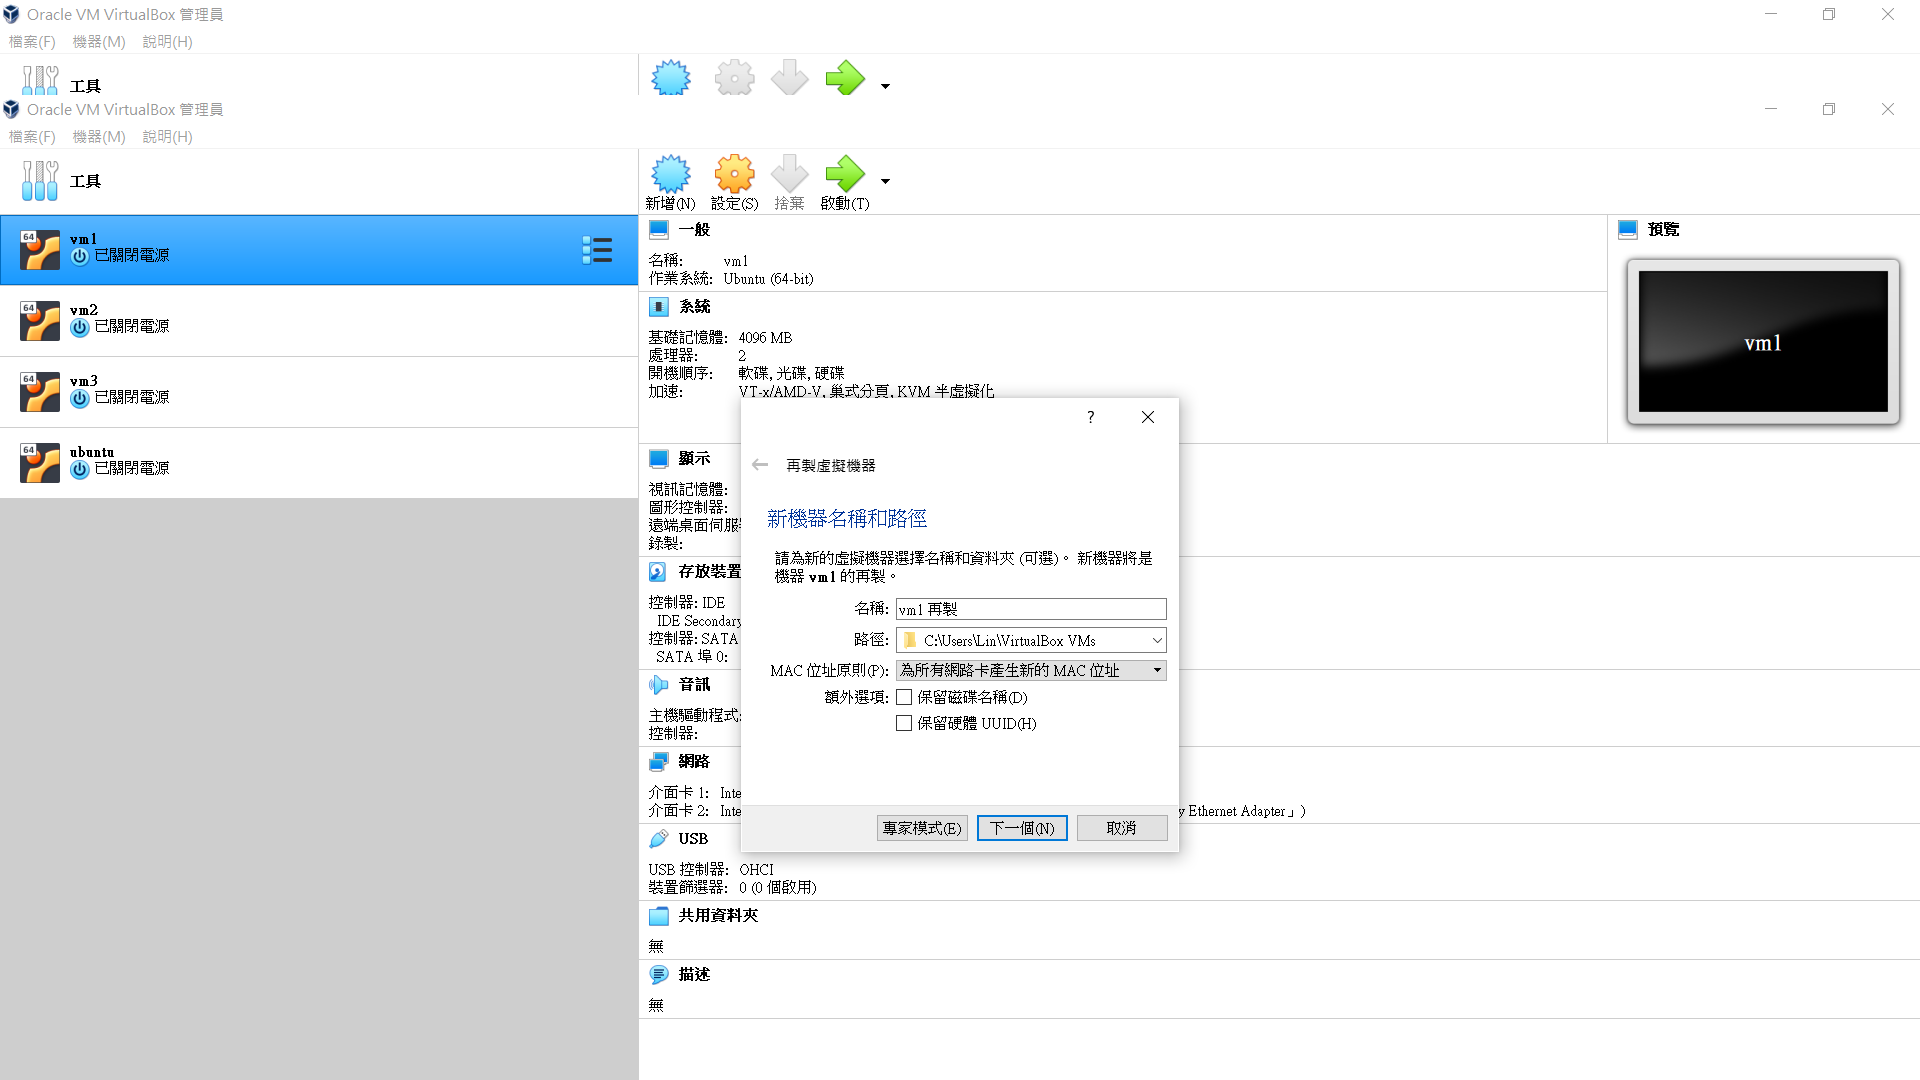 Oracle VM VirtualBox 管理員
檔案(F) 機器(M) 說明(H)
工具
Oracle VM VirtualBox 管理員
檔案(F) 機器(M) 說明(H)
工具
新增(N) 設定(S) 捨棄 啟動(T)
64 vm1
已關閉電源
64 vm2
已關閉電源
64 vm3
已關閉電源
64 ubuntu
已關閉電源
一般
名稱: vm1
作業系統: Ubuntu (64-bit)
系統
基礎記憶體: 4096 MB
處理器: 2
開機順序: 軟碟, 光碟, 硬碟
加速: VT-x/AMD-V, 巢式分頁, KVM 半虛擬化
預覽
vm1
顯示
視訊記憶體:
圖形控制器:
遠端桌面伺服
錄製:
存放裝置
控制器: IDE
IDE Secondary
控制器: SATA
SATA 埠 0:
音訊
主機驅動程式:
控制器:
網路
介面卡 1: Inte
介面卡 2: Inte y Ethernet Adapter」)
USB
USB 控制器: OHCI
裝置篩選器: 0 (0 個啟用)
共用資料夾
無
描述
無
?
再製虛擬機器
新機器名稱和路徑
請為新的虛擬機器選擇名稱和資料夾 (可選)。 新機器將是
機器 vm1 的再製。
名稱: vm1 再製
路徑: C:\Users\Lin\VirtualBox VMs
MAC 位址原則(P): 為所有網路卡產生新的 MAC 位址
額外選項: 保留磁碟名稱(D)
保留硬體 UUID(H)
專家模式(E) 下一個(N) 取消